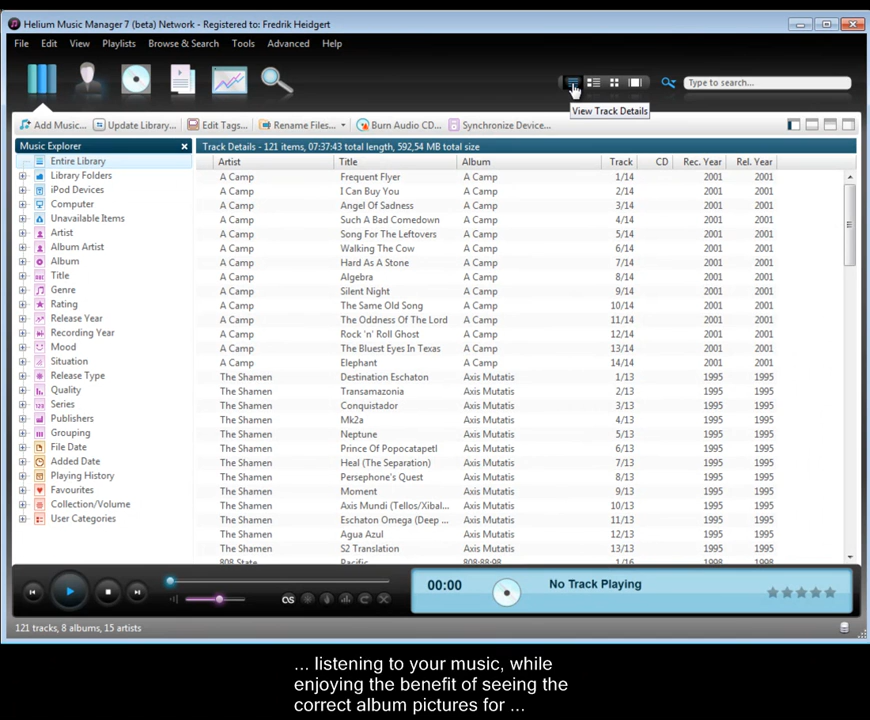 Helium Music Manager 7 (beta) Network - Registered to: Fredrik Heidgert
File Edit View Playlists Browse & Search Tools Advanced Help
Type to search...
View Track Details
Add Music... Update Library... Edit Tags... Rename Files... Burn Audio CD... Synchronize Device...
Music Explorer
Entire Library
Library Folders
iPod Devices
Computer
Unavailable Items
Artist
Album Artist
Album
Title
Genre
Rating
Release Year
Recording Year
Mood
Situation
Release Type
Quality
Series
Publishers
Grouping
File Date
Added Date
Playing History
Favourites
Collection/Volume
User Categories
Track Details - 121 items, 07:37:43 total length, 592,54 MB total size
Artist Title Album Track CD Rec. Year Rel. Year
A Camp Frequent Flyer A Camp 1/14 2001 2001
A Camp I Can Buy You A Camp 2/14 2001 2001
A Camp Angel Of Sadness A Camp 3/14 2001 2001
A Camp Such A Bad Comedown A Camp 4/14 2001 2001
A Camp Song For The Leftovers A Camp 5/14 2001 2001
A Camp Walking The Cow A Camp 6/14 2001 2001
A Camp Hard As A Stone A Camp 7/14 2001 2001
A Camp Algebra A Camp 8/14 2001 2001
A Camp Silent Night A Camp 9/14 2001 2001
A Camp The Same Old Song A Camp 10/14 2001 2001
A Camp The Oddness Of The Lord A Camp 11/14 2001 2001
A Camp Rock 'n' Roll Ghost A Camp 12/14 2001 2001
A Camp The Bluest Eyes In Texas A Camp 13/14 2001 2001
A Camp Elephant A Camp 14/14 2001 2001
The Shamen Destination Eschaton Axis Mutatis 1/13 1995 1995
The Shamen Transamazonia Axis Mutatis 2/13 1995 1995
The Shamen Conquistador Axis Mutatis 3/13 1995 1995
The Shamen Mk2a Axis Mutatis 4/13 1995 1995
The Shamen Neptune Axis Mutatis 5/13 1995 1995
The Shamen Prince Of Popocatapetl Axis Mutatis 6/13 1995 1995
The Shamen Heal (The Separation) Axis Mutatis 7/13 1995 1995
The Shamen Persephone's Quest Axis Mutatis 8/13 1995 1995
The Shamen Moment Axis Mutatis 9/13 1995 1995
The Shamen Axis Mundi (Tellos/Xibal... Axis Mutatis 10/13 1995 1995
The Shamen Eschaton Omega (Deep ... Axis Mutatis 11/13 1995 1995
The Shamen Agua Azul Axis Mutatis 12/13 1995 1995
The Shamen S2 Translation Axis Mutatis 13/13 1995 1995
808 State Pacific 808:88:98 1/16 1998 1998
00:00 No Track Playing
121 tracks, 8 albums, 15 artists
... listening to your music, while
enjoying the benefit of seeing the
correct album pictures for ...